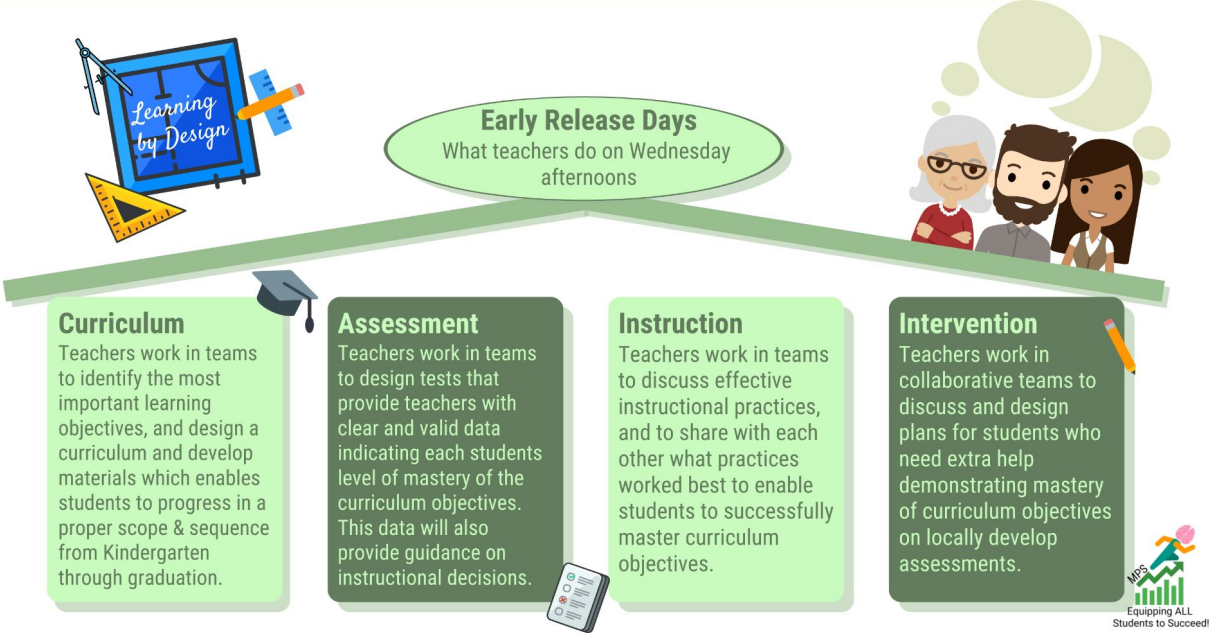 Learning
by Design
Early Release Days
What teachers do on Wednesday
afternoons
Curriculum
Teachers work in teams
to identify the most
important learning
objectives, and design a
curriculum and develop
materials which enables
students to progress in a
proper scope & sequence
from Kindergarten
through graduation.
Assessment
Teachers work in teams
to design tests that
provide teachers with
clear and valid data
indicating each students
level of mastery of the
curriculum objectives.
This data will also
provide guidance on
instructional decisions.
Instruction
Teachers work in teams
to discuss effective
instructional practices,
and to share with each
other what practices
worked best to enable
students to successfully
master curriculum
objectives.
Intervention
Teachers work in
collaborative teams to
discuss and design
plans for students who
need extra help
demonstrating mastery
of curriculum objectives
on locally develop
assessments.
MPS
Equipping ALL
Students to Succeed!